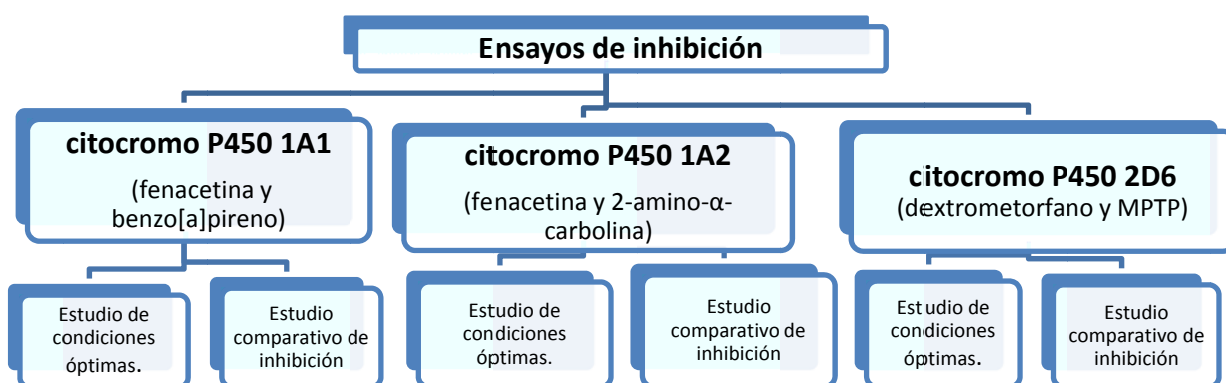 Ensayos de inhibición
citocromo P450 1A1
(fenacetina y
benzo[a]pireno)
citocromo P450 1A2
(fenacetina y 2-amino-α-
carbolina)
citocromo P450 2D6
(dextrometorfano y MPTP)
Estudio de
condiciones
óptimas.
Estudio
comparativo de
inhibición
Estudio de
condiciones
óptimas.
Estudio
comparativo de
inhibición
Estudio de
condiciones
óptimas.
Estudio
comparativo de
inhibición